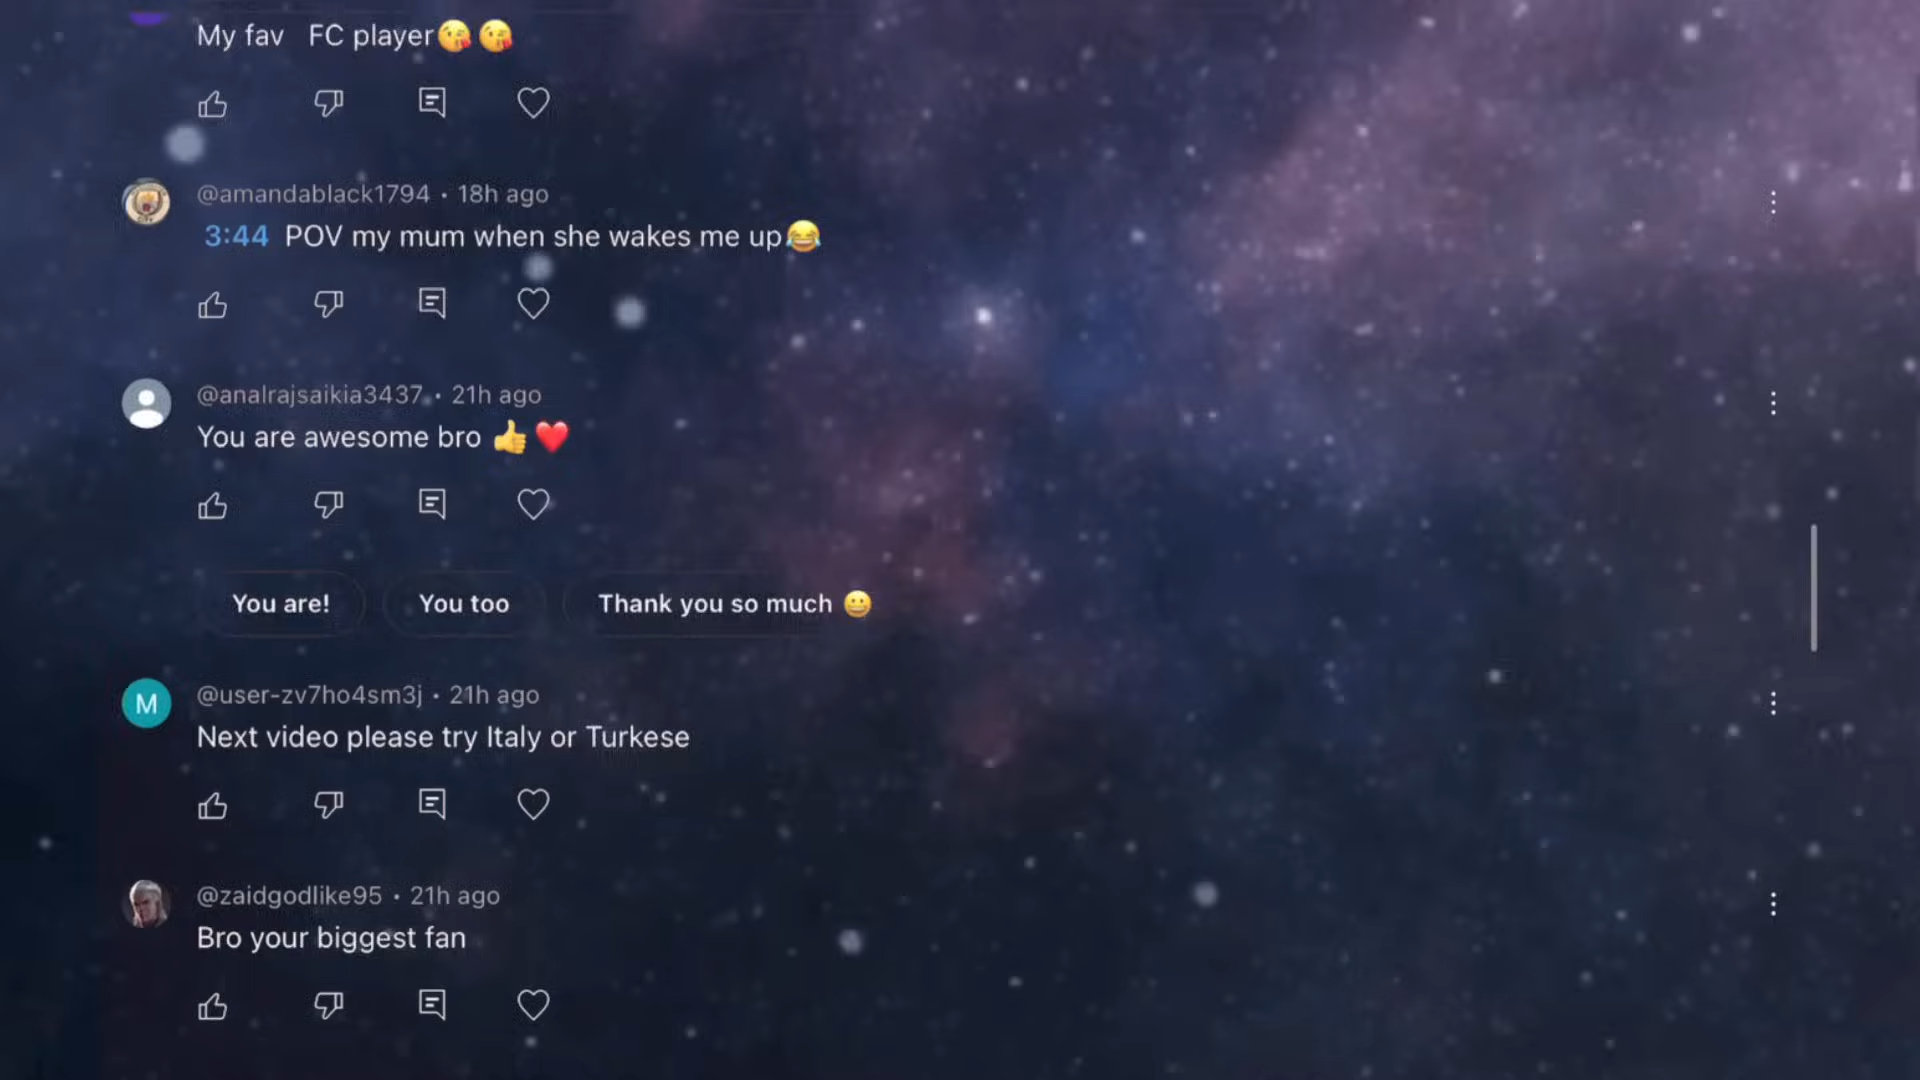 My fav FC player😘😘
@amandablack1794 • 18h ago
3:44 POV my mum when she wakes me up😂
@analrajsaikia3437 • 21h ago
You are awesome bro 👍❤️
You are! You too Thank you so much 😀
M @user-zv7ho4sm3j • 21h ago
Next video please try Italy or Turkese
@zaidgodlike95 • 21h ago
Bro your biggest fan